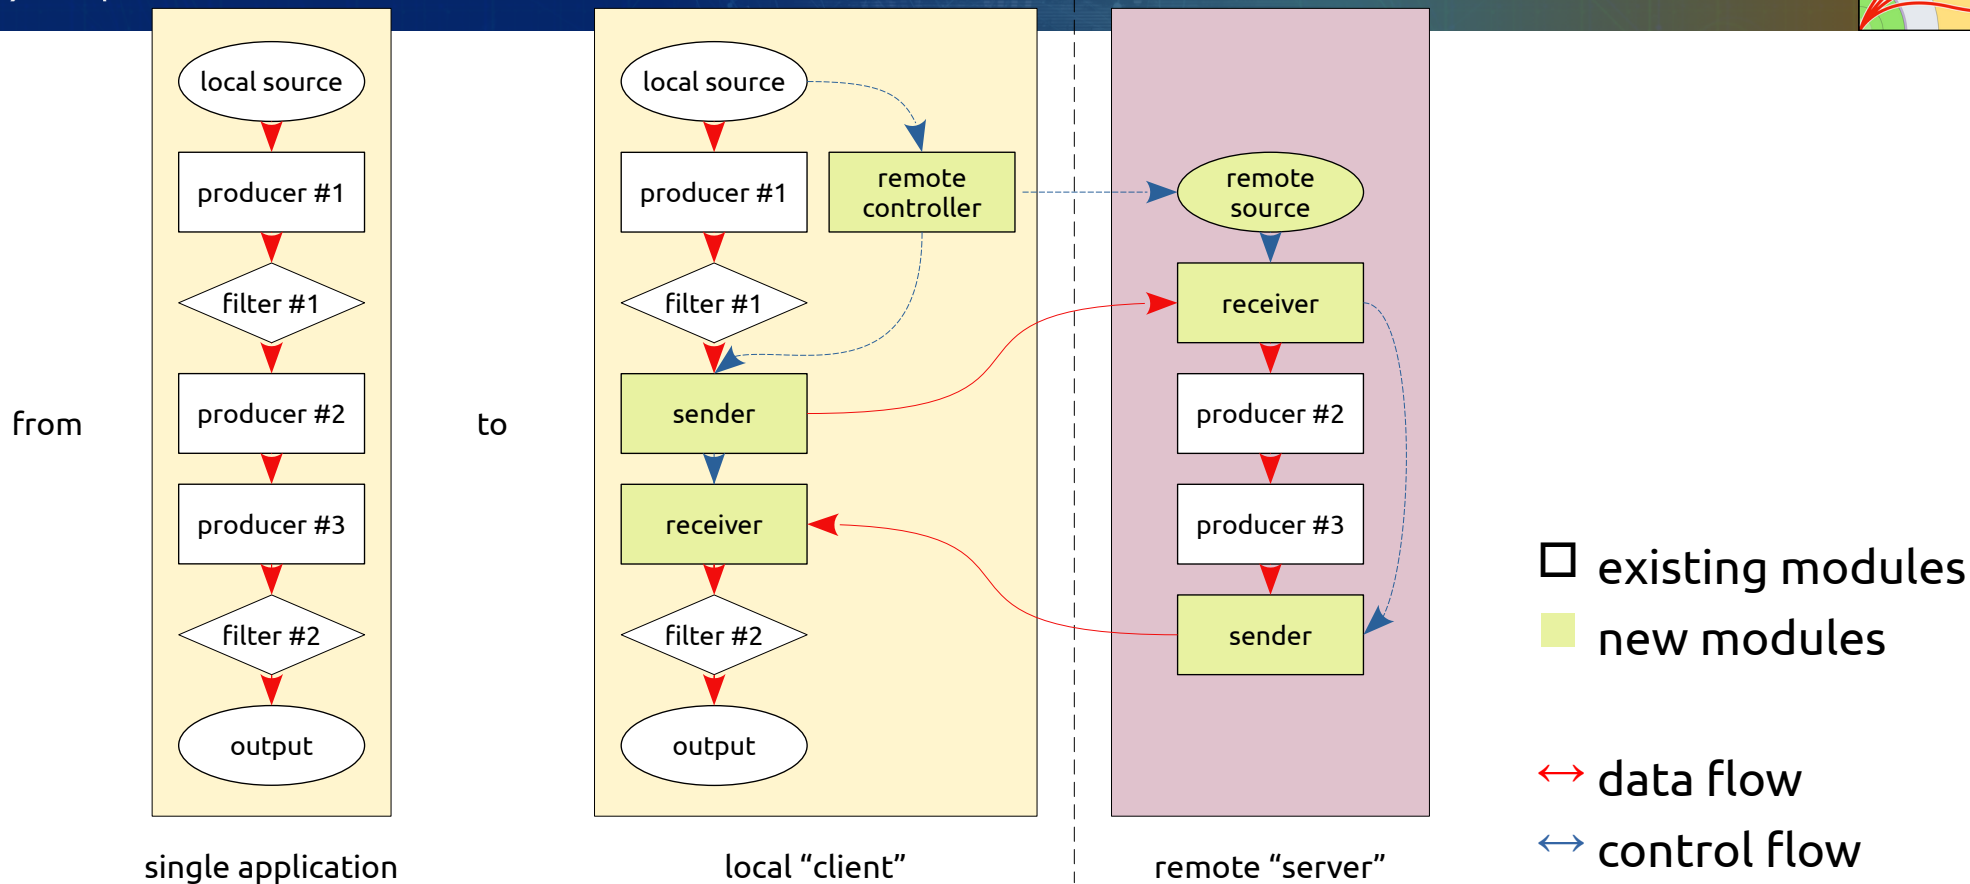 from
local source
producer #1
filter #1
producer #2
producer #3
filter #2
output
single application
to
local source
producer #1
remote
controller
filter #1
sender
receiver
filter #2
output
local “client”
remote
source
receiver
producer #2
producer #3
sender
remote “server”
existing modules
new modules
data flow
control flow